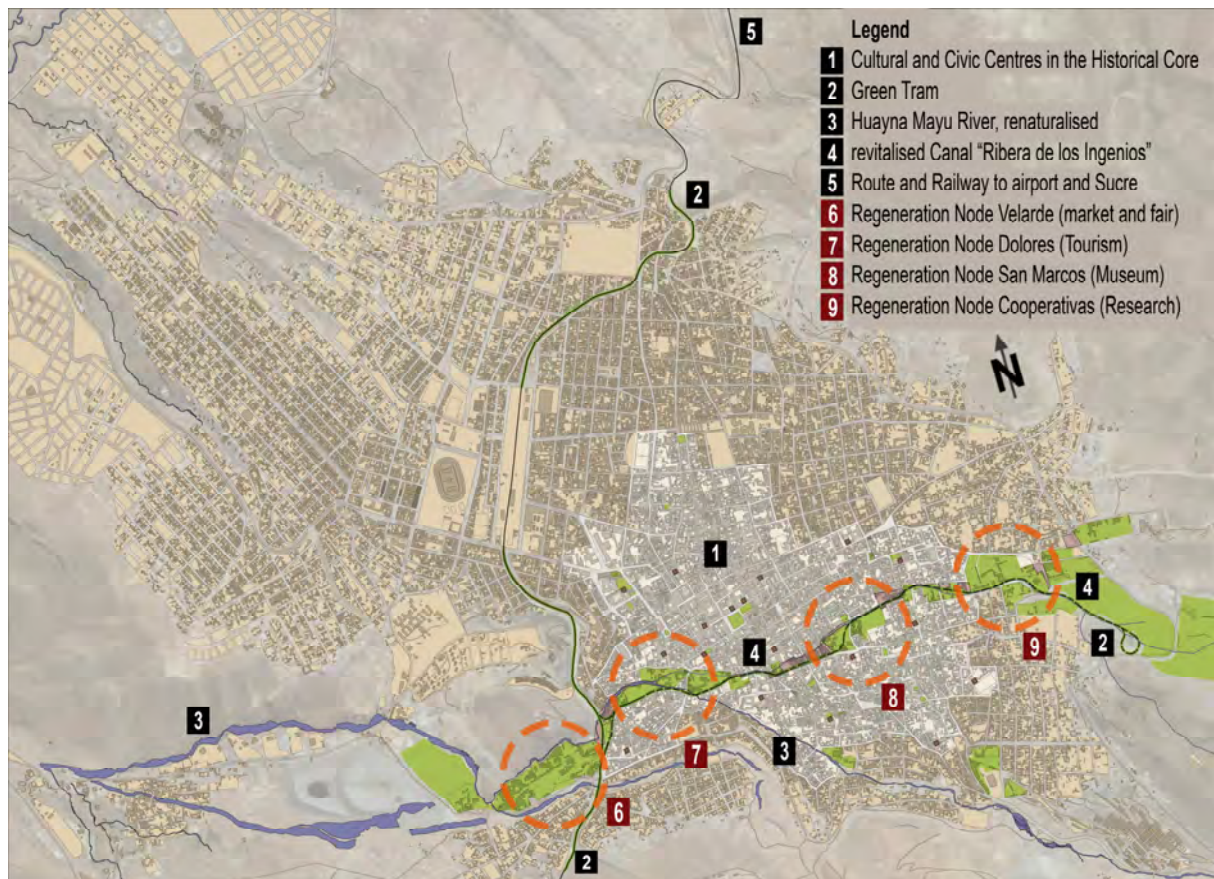 5
Legend
1 Cultural and Civic Centres in the Historical Core
2 Green Tram
3 Huayna Mayu River, renaturalised
4 revitalised Canal “Ribera de los Ingenios”
5 Route and Railway to airport and Sucre
6 Regeneration Node Velarde (market and fair)
7 Regeneration Node Dolores (Tourism)
8 Regeneration Node San Marcos (Museum)
9 Regeneration Node Cooperativas (Research)
2
N
1
4
9
2
4
8
3
7
3
6
2